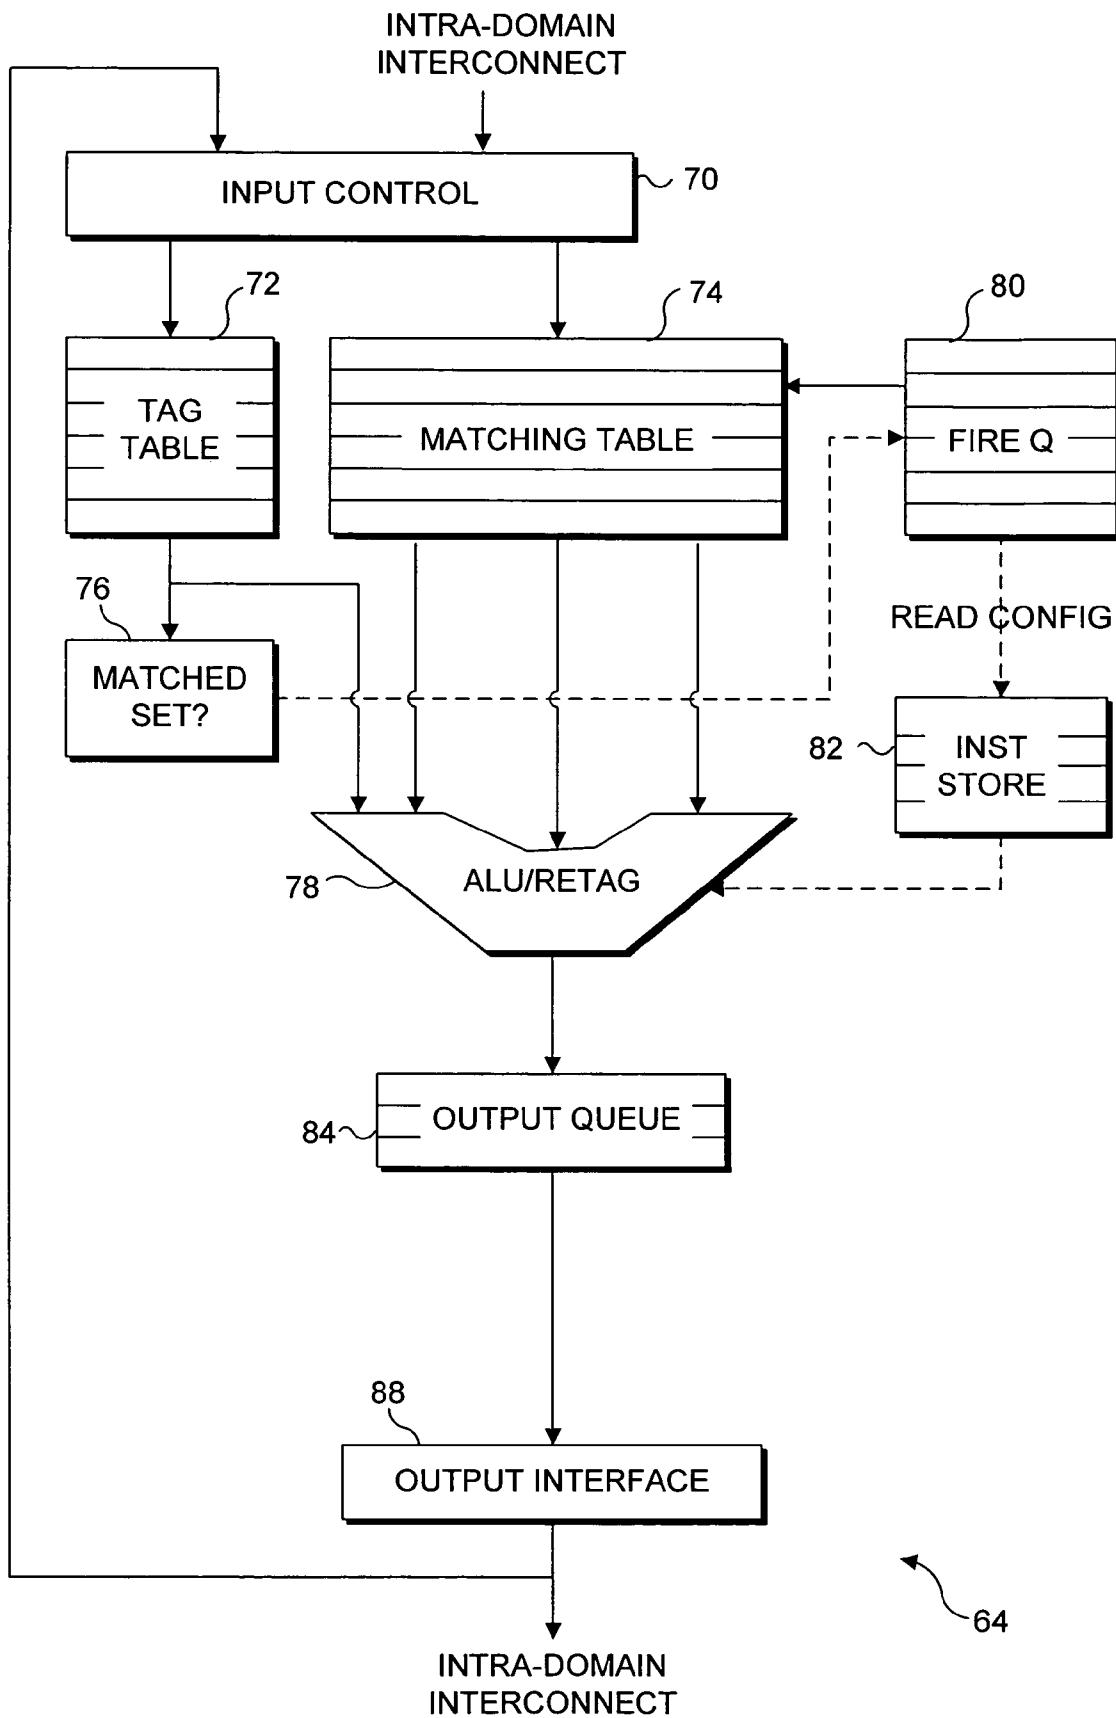 INTRA-DOMAIN
INTERCONNECT
INPUT CONTROL
70
72
74
80
TAG
TABLE
MATCHING TABLE
FIRE Q
76
READ CONFIG
MATCHED
SET?
82
INST
STORE
78
ALU/RETAG
84
OUTPUT QUEUE
88
OUTPUT INTERFACE
64
INTRA-DOMAIN
INTERCONNECT